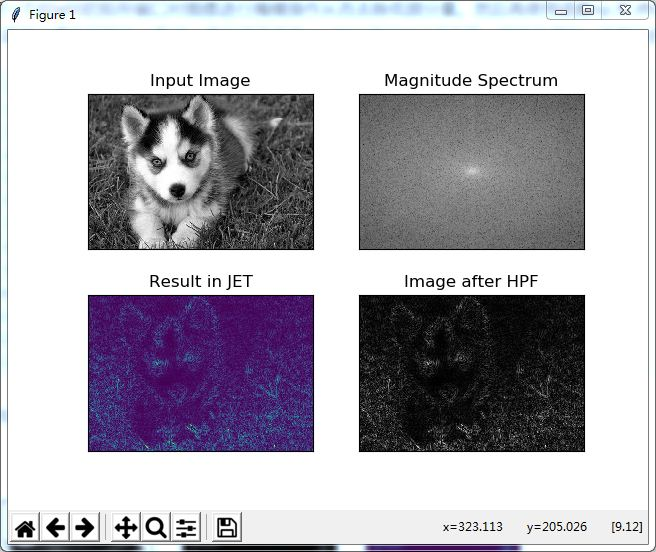 Figure 1
Input Image
Magnitude Spectrum
Result in JET
Image after HPF
x=323.113 y=205.026 [9.12]